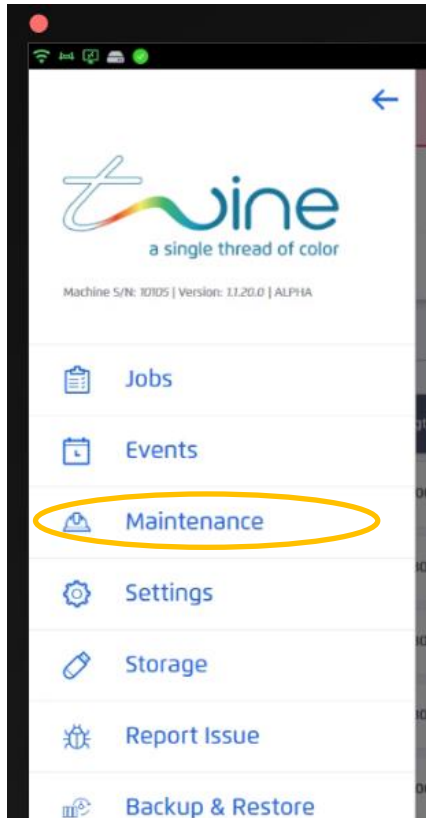 twine
a single thread of color
Machine S/N: 10105 | Version: 1.1.20.0 | ALPHA
Jobs
Events
Maintenance
Settings
Storage
Report Issue
Backup & Restore